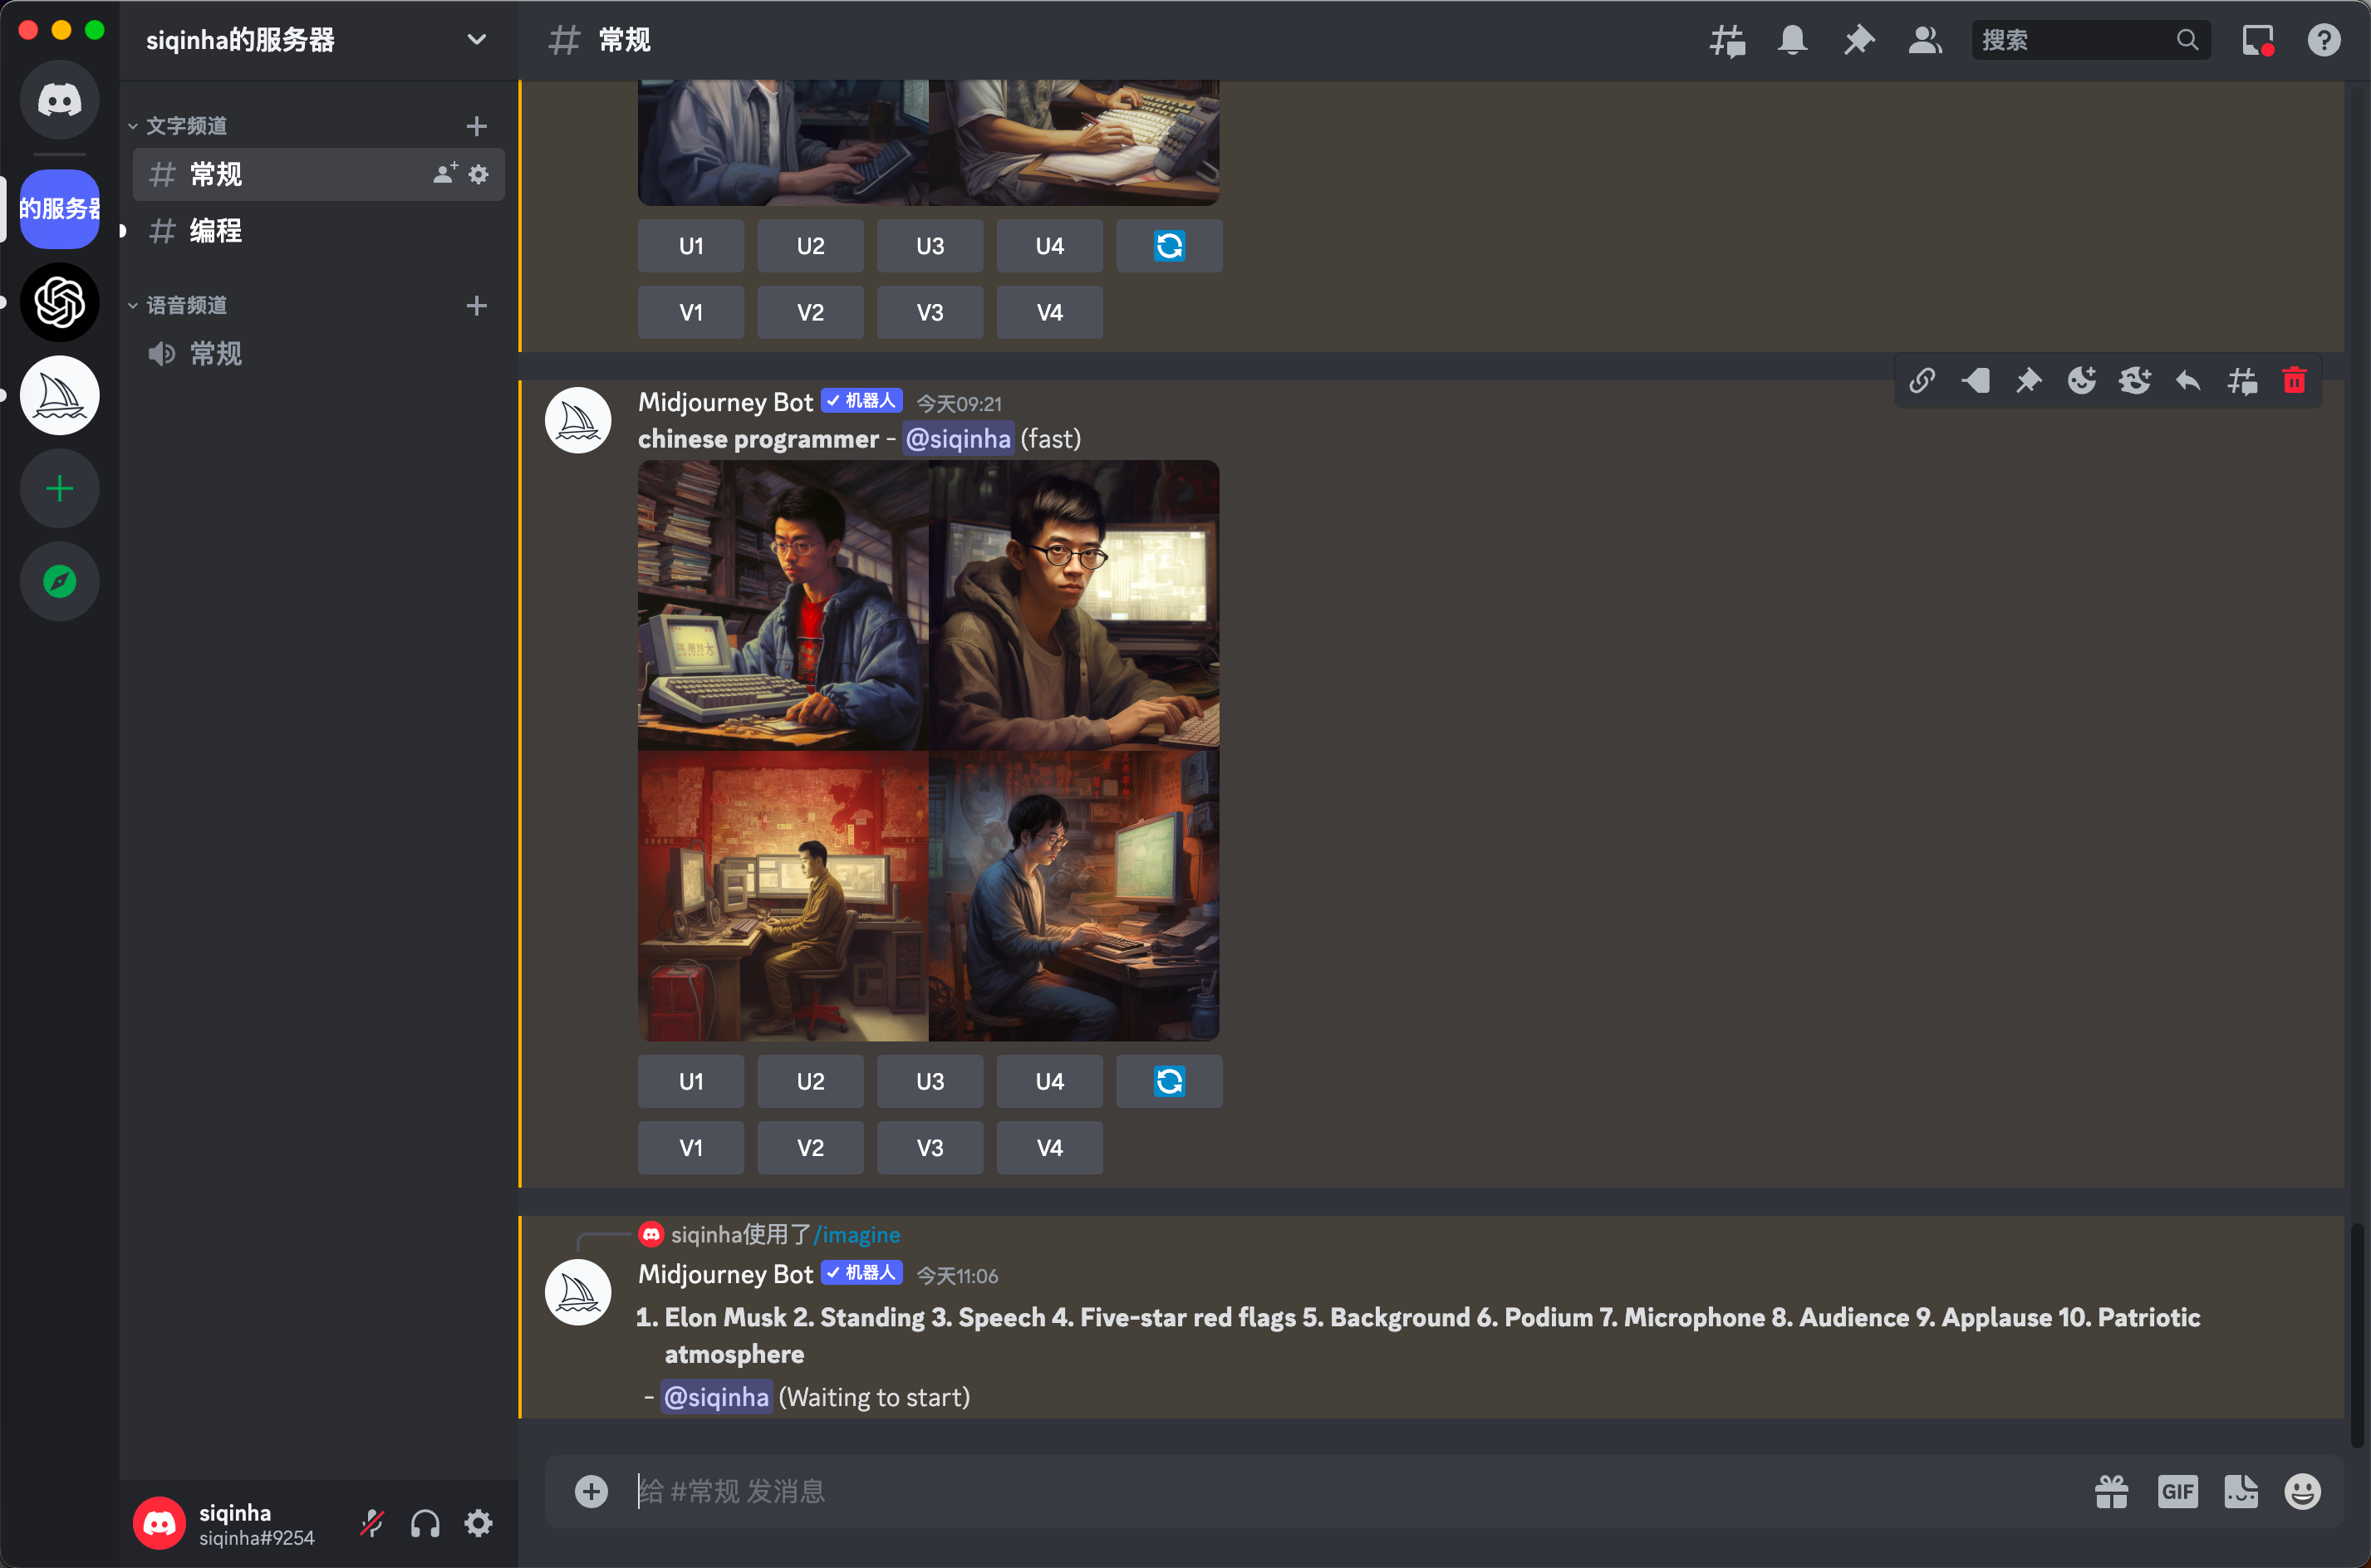 siqinha的服务器
常规
搜索
文字频道
常规
的服务器
编程
语音频道
常规
U1 U2 U3 U4
V1 V2 V3 V4
Midjourney Bot 机器人 今天09:21
chinese programmer - @siqinha (fast)
U1 U2 U3 U4
V1 V2 V3 V4
siqinha使用了/imagine
Midjourney Bot 机器人 今天11:06
1. Elon Musk 2. Standing 3. Speech 4. Five-star red flags 5. Background 6. Podium 7. Microphone 8. Audience 9. Applause 10. Patriotic
atmosphere
- @siqinha (Waiting to start)
给 #常规 发消息
GIF
siqinha
siqinha#9254